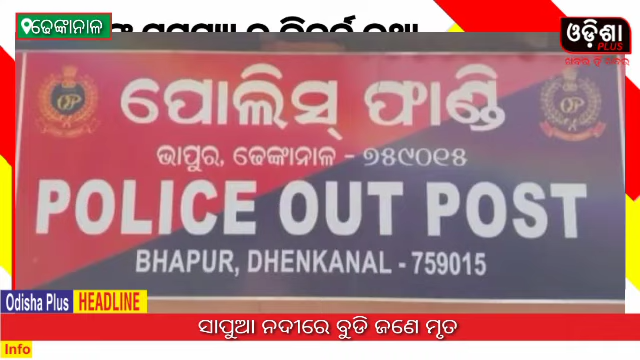 ଢେଙ୍କାନାଳ
ଓଡ଼ିଶା
PLUS
ପୋଲିସ୍ ଫାଣ୍ଡି
ଭାପୁର, ଢେଙ୍କାନାଳ - ୭୫୯୦୧୫
POLICE OUT POST
BHAPUR, DHENKANAL - 759015
Odisha Plus HEADLINE
ସାପୁଆ ନଦୀରେ ବୁଡି ଜଣେ ମୃତ
Info